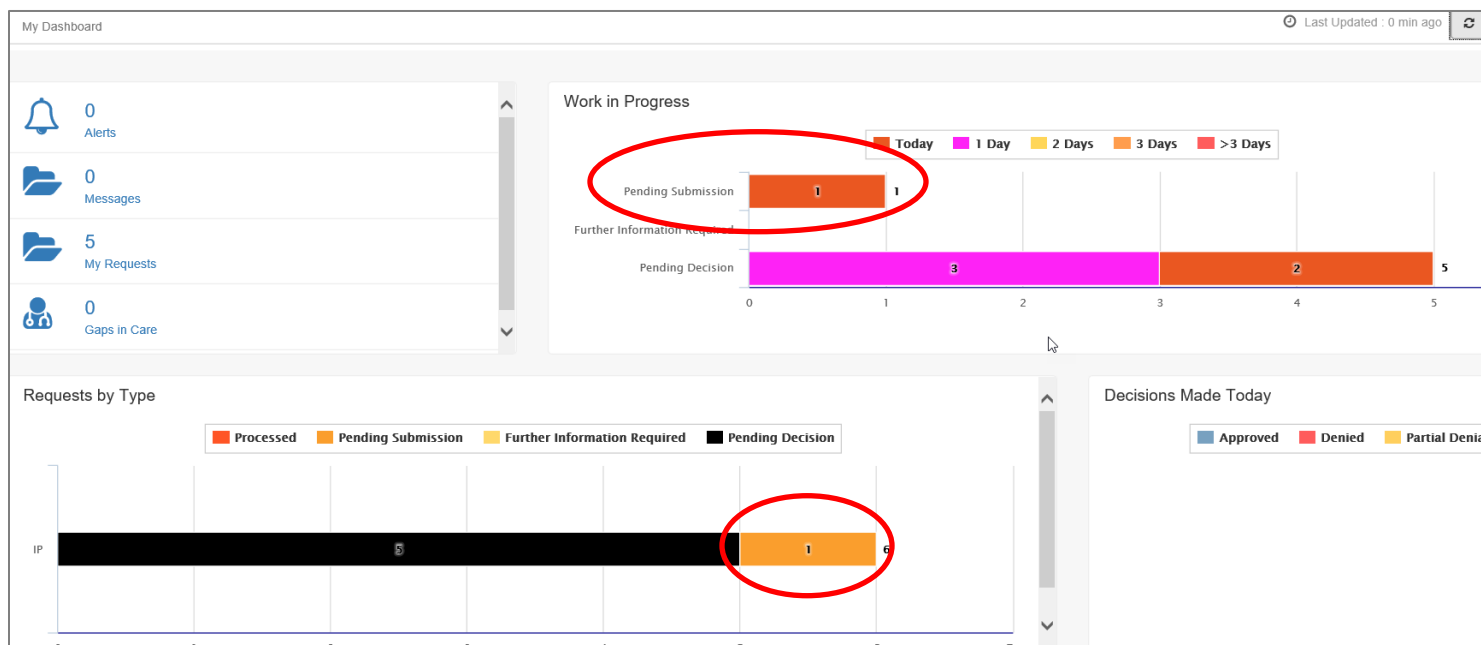 My Dashboard
Last Updated : 0 min ago
0
Alerts
0
Messages
5
My Requests
0
Gaps in Care
Work in Progress
Today 1 Day 2 Days 3 Days >3 Days
Pending Submission 1 1
Further Information Required
Pending Decision 3 2 5
0 1 2 3 4 5
Requests by Type
Processed Pending Submission Further Information Required Pending Decision
IP 5 1 6
Decisions Made Today
Approved Denied Partial